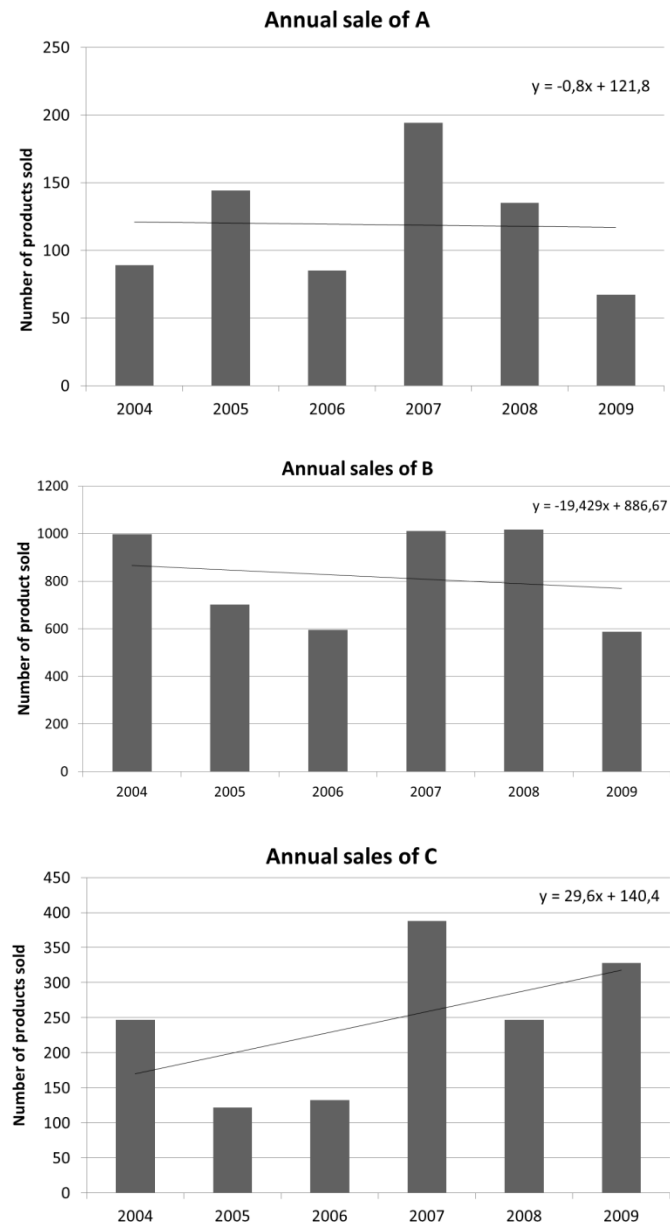 Annual sale of A
250
y = -0,8x + 121,8
200
150
100
50
0
Number of products sold
2004 2005 2006 2007 2008 2009
Annual sales of B
1200
y = -19,429x + 886,67
1000
800
600
400
200
0
Number of product sold
2004 2005 2006 2007 2008 2009
Annual sales of C
450
y = 29,6x + 140,4
400
350
300
250
200
150
100
50
0
Number of products sold
2004 2005 2006 2007 2008 2009